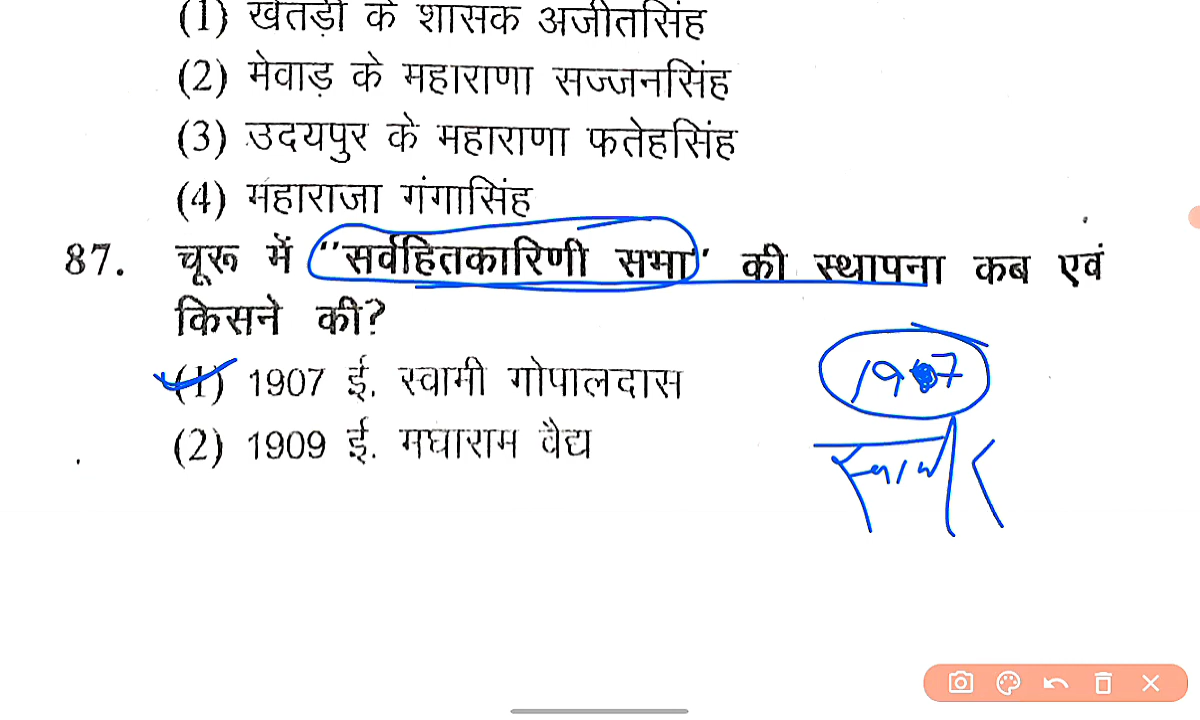 (1) खेतड़ी के शासक अजीतसिंह
(2) मेवाड़ के महाराणा सज्जनसिंह
(3) उदयपुर के महाराणा फतेहसिंह
(4) महाराजा गंगासिंह
87. चूरू में "सर्वहितकारिणी सभा' की स्थापना कब एवं
किसने की?
(1) 1907 ई. स्वामी गोपालदास
1907
(2) 1909 ई. मघाराम वैद्य